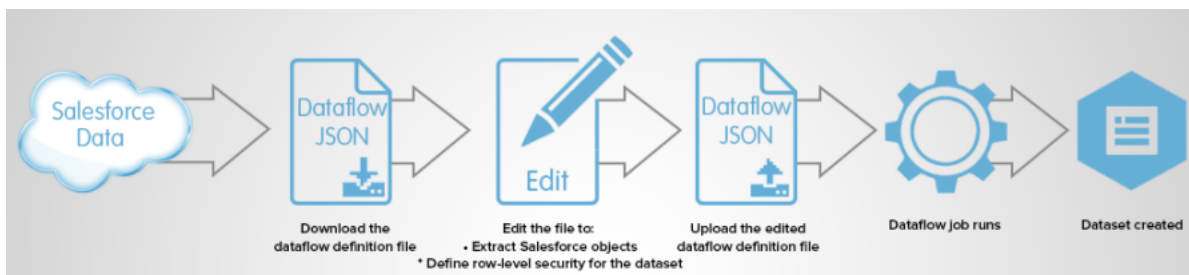 Salesforce
Data
Dataflow
JSON
Download the
dataflow definition file
Edit
Edit the file to:
• Extract Salesforce objects
* Define row-level security for the dataset
Dataflow
JSON
Upload the edited
dataflow definition file
Dataflow job runs
Dataset created